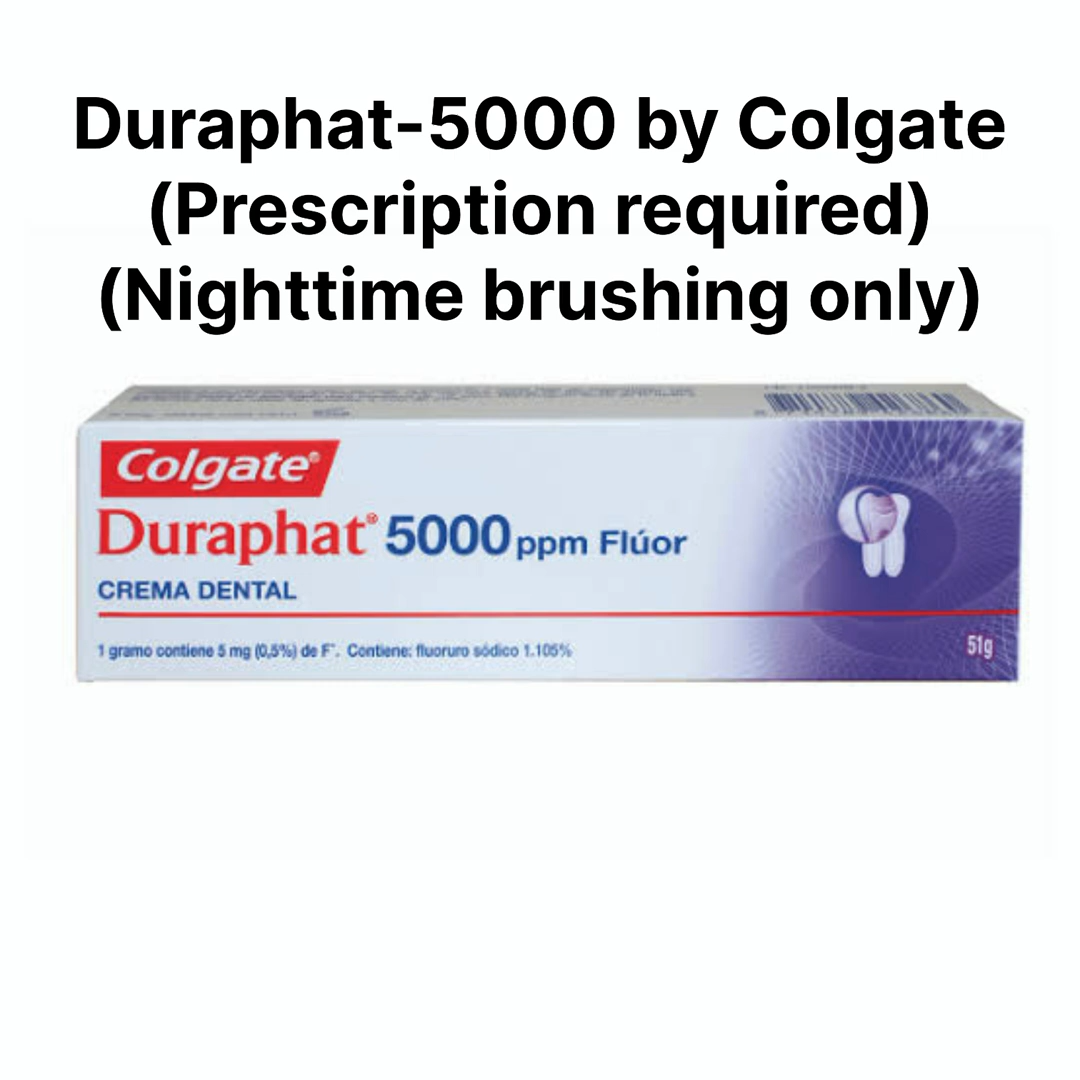 Duraphat-5000 by Colgate
(Prescription required)
(Nighttime brushing only)
Colgate®
Duraphat® 5000 ppm Flúor
CREMA DENTAL
1 gramo contiene 5 mg (0,5%) de F⁻. Contiene: fluoruro sódico 1.105%
51g